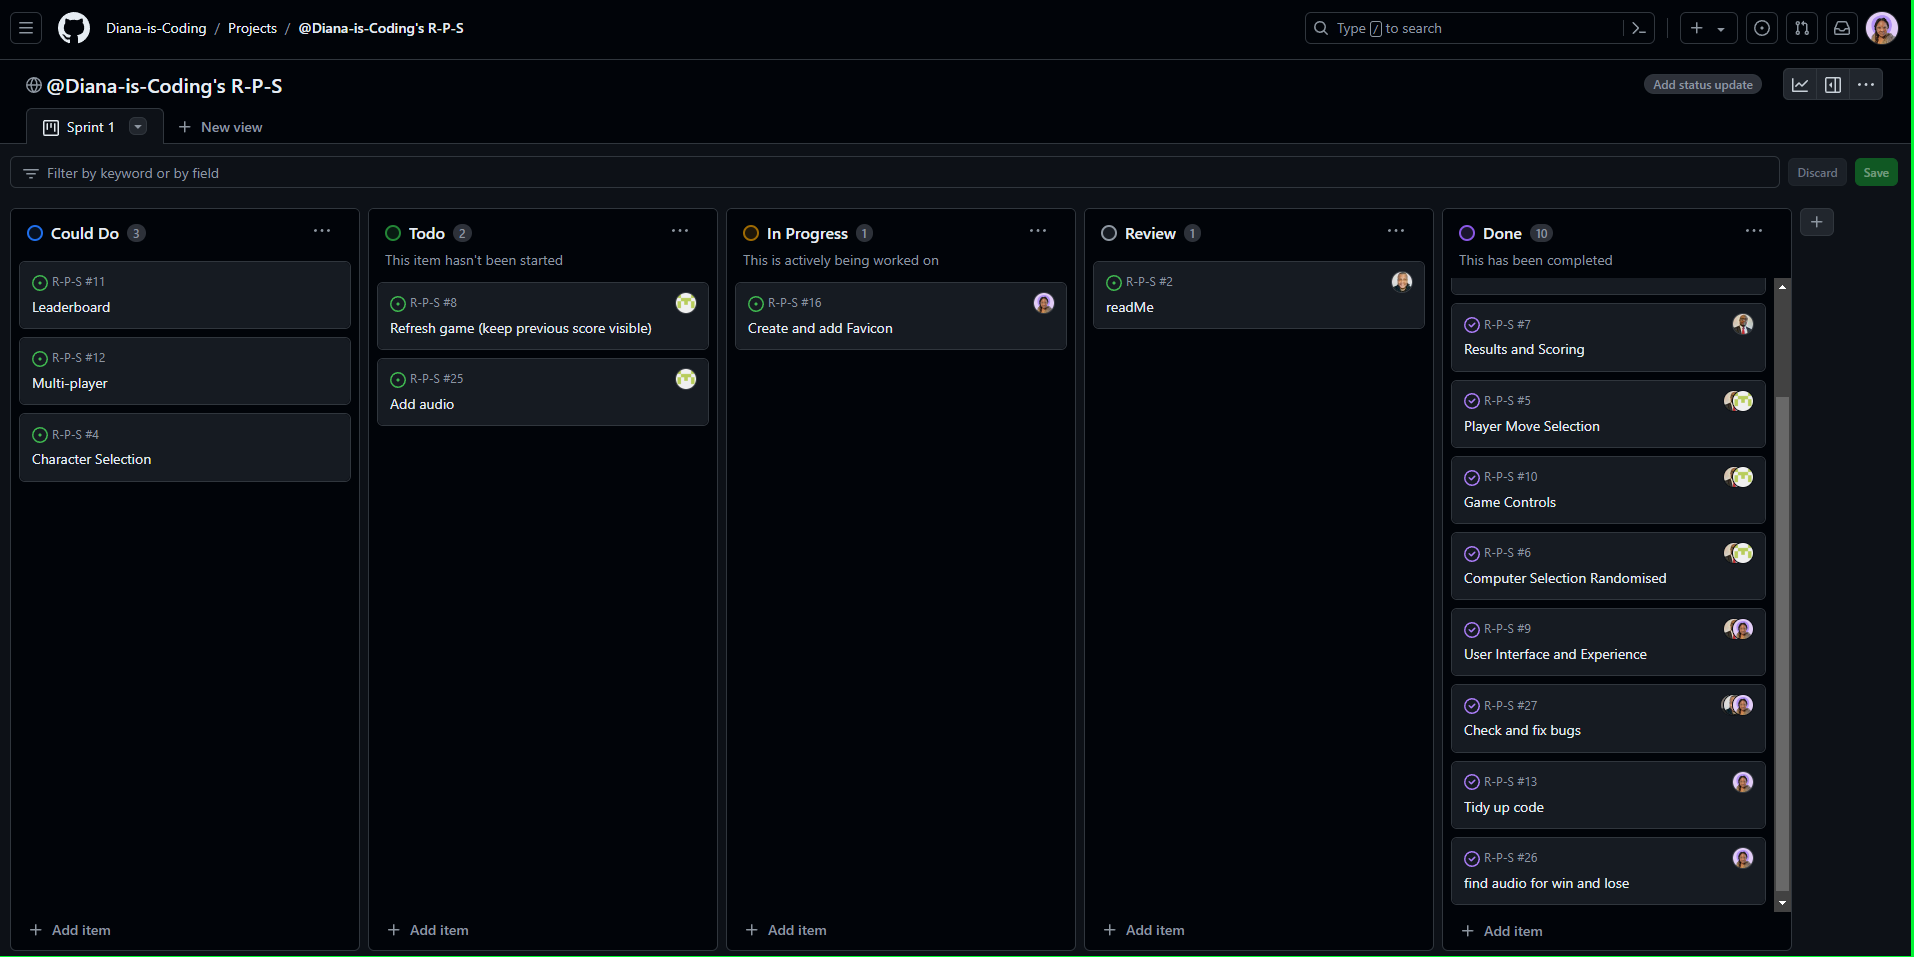 Diana-is-Coding / Projects / @Diana-is-Coding's R-P-S
Type / to search
@Diana-is-Coding's R-P-S
Add status update
Sprint 1
New view
Filter by keyword or by field
Discard
Save
Could Do 3
R-P-S #11
Leaderboard
R-P-S #12
Multi-player
R-P-S #4
Character Selection
Add item
Todo 2
This item hasn't been started
R-P-S #8
Refresh game (keep previous score visible)
R-P-S #25
Add audio
Add item
In Progress 1
This is actively being worked on
R-P-S #16
Create and add Favicon
Add item
Review 1
R-P-S #2
readMe
Add item
Done 10
This has been completed
R-P-S #7
Results and Scoring
R-P-S #5
Player Move Selection
R-P-S #10
Game Controls
R-P-S #6
Computer Selection Randomised
R-P-S #9
User Interface and Experience
R-P-S #27
Check and fix bugs
R-P-S #13
Tidy up code
R-P-S #26
find audio for win and lose
Add item